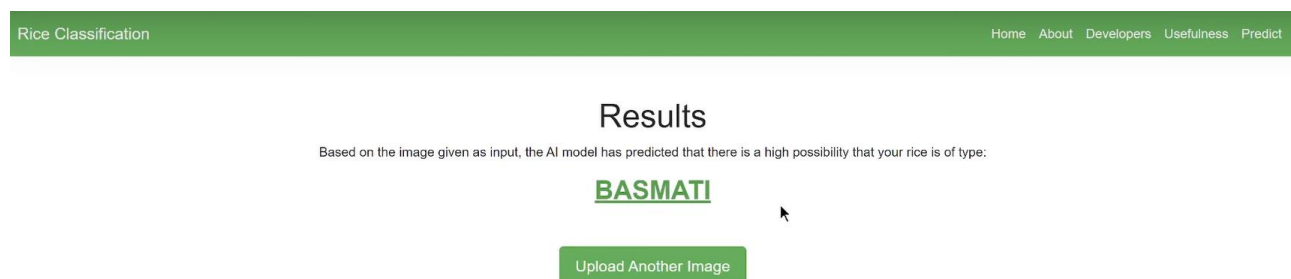 Rice Classification
Home About Developers Usefulness Predict
Results
Based on the image given as input, the AI model has predicted that there is a high possibility that your rice is of type:
BASMATI
Upload Another Image